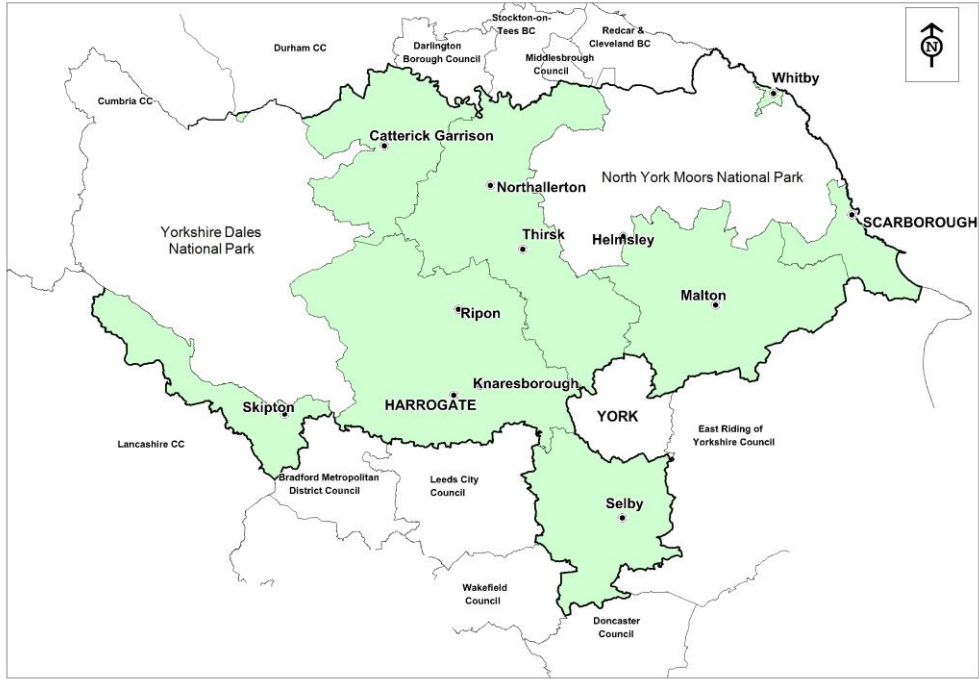 Stockton-on-
Tees BC
Redcar &
Cleveland BC
Durham CC
Darlington
Borough Council
Middlesbrough
Council
N
Whitby
Cumbria CC
Catterick Garrison
North York Moors National Park
Northallerton
SCARBOROUGH
Yorkshire Dales
National Park
Thirsk
Helmsley
Malton
Ripon
Knaresborough
HARROGATE
Skipton
YORK
East Riding of
Yorkshire Council
Lancashire CC
Bradford Metropolitan
District Council
Leeds City
Council
Selby
Wakefield
Council
Doncaster
Council